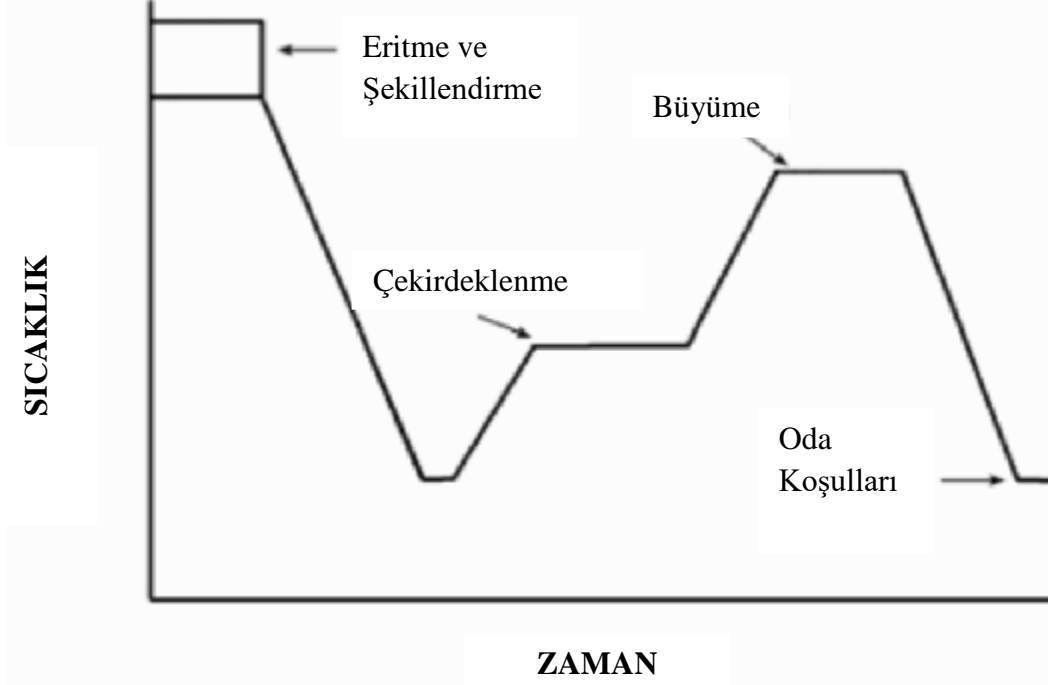 Eritme ve
Şekillendirme
Büyüme
Çekirdeklenme
SICAKLIK
Oda
Koşulları
ZAMAN